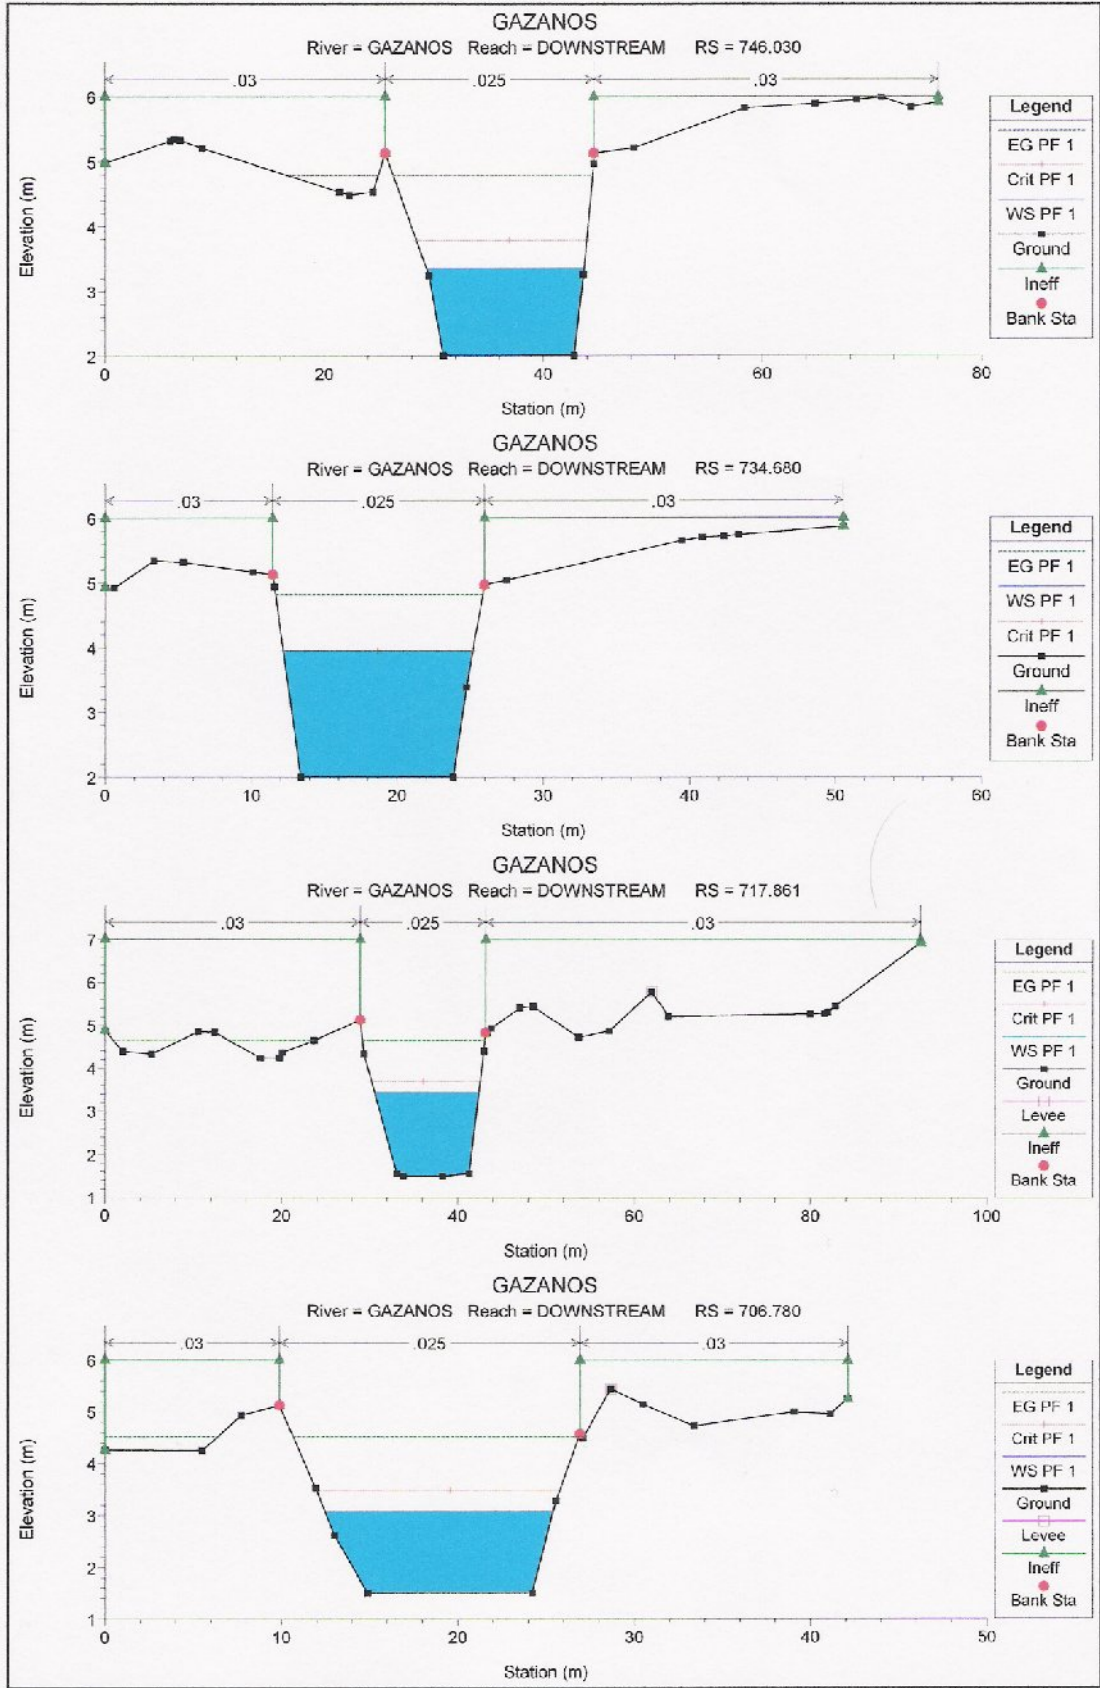 GAZANOS
River = GAZANOS Reach = DOWNSTREAM RS = 746.030
.03 .025 .03
6
5
4
3
2
Elevation (m)
0 20 40 60 80
Station (m)
Legend
EG PF 1
Crit PF 1
WS PF 1
Ground
Ineff
Bank Sta
GAZANOS
River = GAZANOS Reach = DOWNSTREAM RS = 734.680
.03 .025 .03
6
5
4
3
2
Elevation (m)
0 10 20 30 40 50 60
Station (m)
Legend
EG PF 1
WS PF 1
Crit PF 1
Ground
Ineff
Bank Sta
GAZANOS
River = GAZANOS Reach = DOWNSTREAM RS = 717.861
.03 .025 .03
7
6
5
4
3
2
1
Elevation (m)
0 20 40 60 80 100
Station (m)
Legend
EG PF 1
Crit PF 1
WS PF 1
Ground
Levee
Ineff
Bank Sta
GAZANOS
River = GAZANOS Reach = DOWNSTREAM RS = 706.780
.03 .025 .03
6
5
4
3
2
1
Elevation (m)
0 10 20 30 40 50
Station (m)
Legend
EG PF 1
Crit PF 1
WS PF 1
Ground
Levee
Ineff
Bank Sta